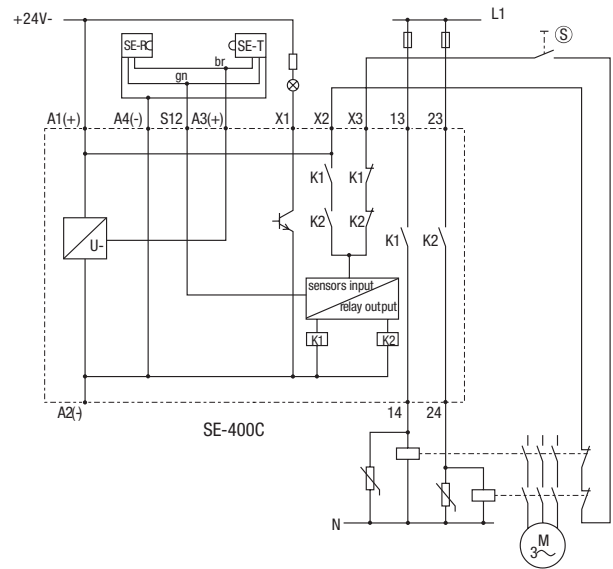 +24V-
L1
S
SE-R
SE-T
br
gn
A1(+)
A4(-)
S12
A3(+)
X1
X2
X3
13
23
K1
K1
K2
K2
K1
K2
U-
sensors input
relay output
K1
K2
A2(-)
14
24
SE-400C
N
M
3